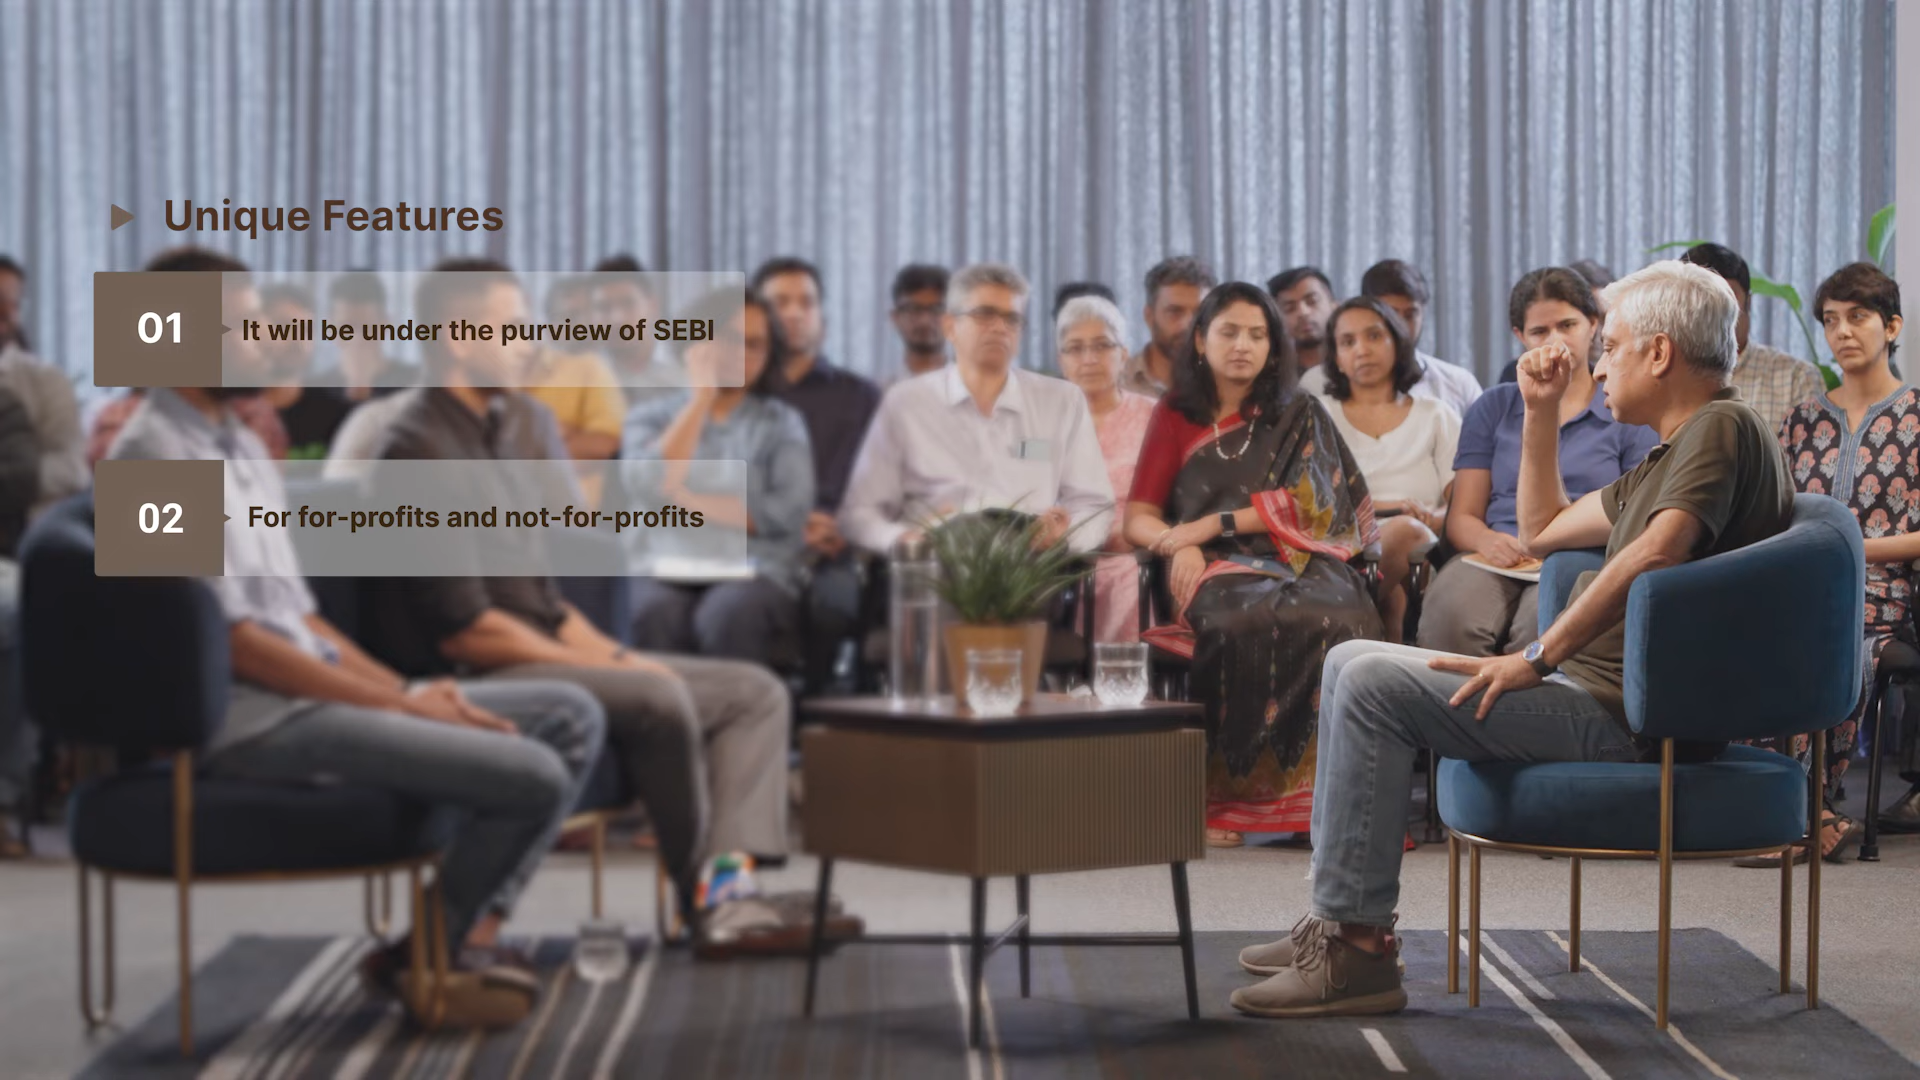 Unique Features
01
It will be under the purview of SEBI
02
For for-profits and not-for-profits